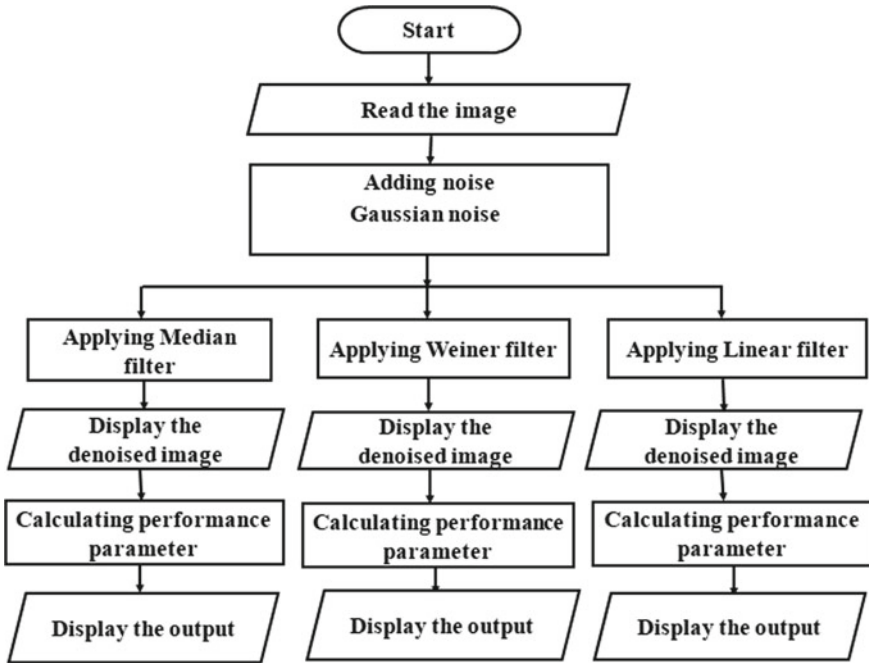 Start
Read the image
Adding noise
Gaussian noise
Applying Median
filter
Applying Weiner filter
Applying Linear filter
Display the
denoised image
Display the
denoised image
Display the
denoised image
Calculating performance
parameter
Calculating performance
parameter
Calculating performance
parameter
Display the output
Display the output
Display the output